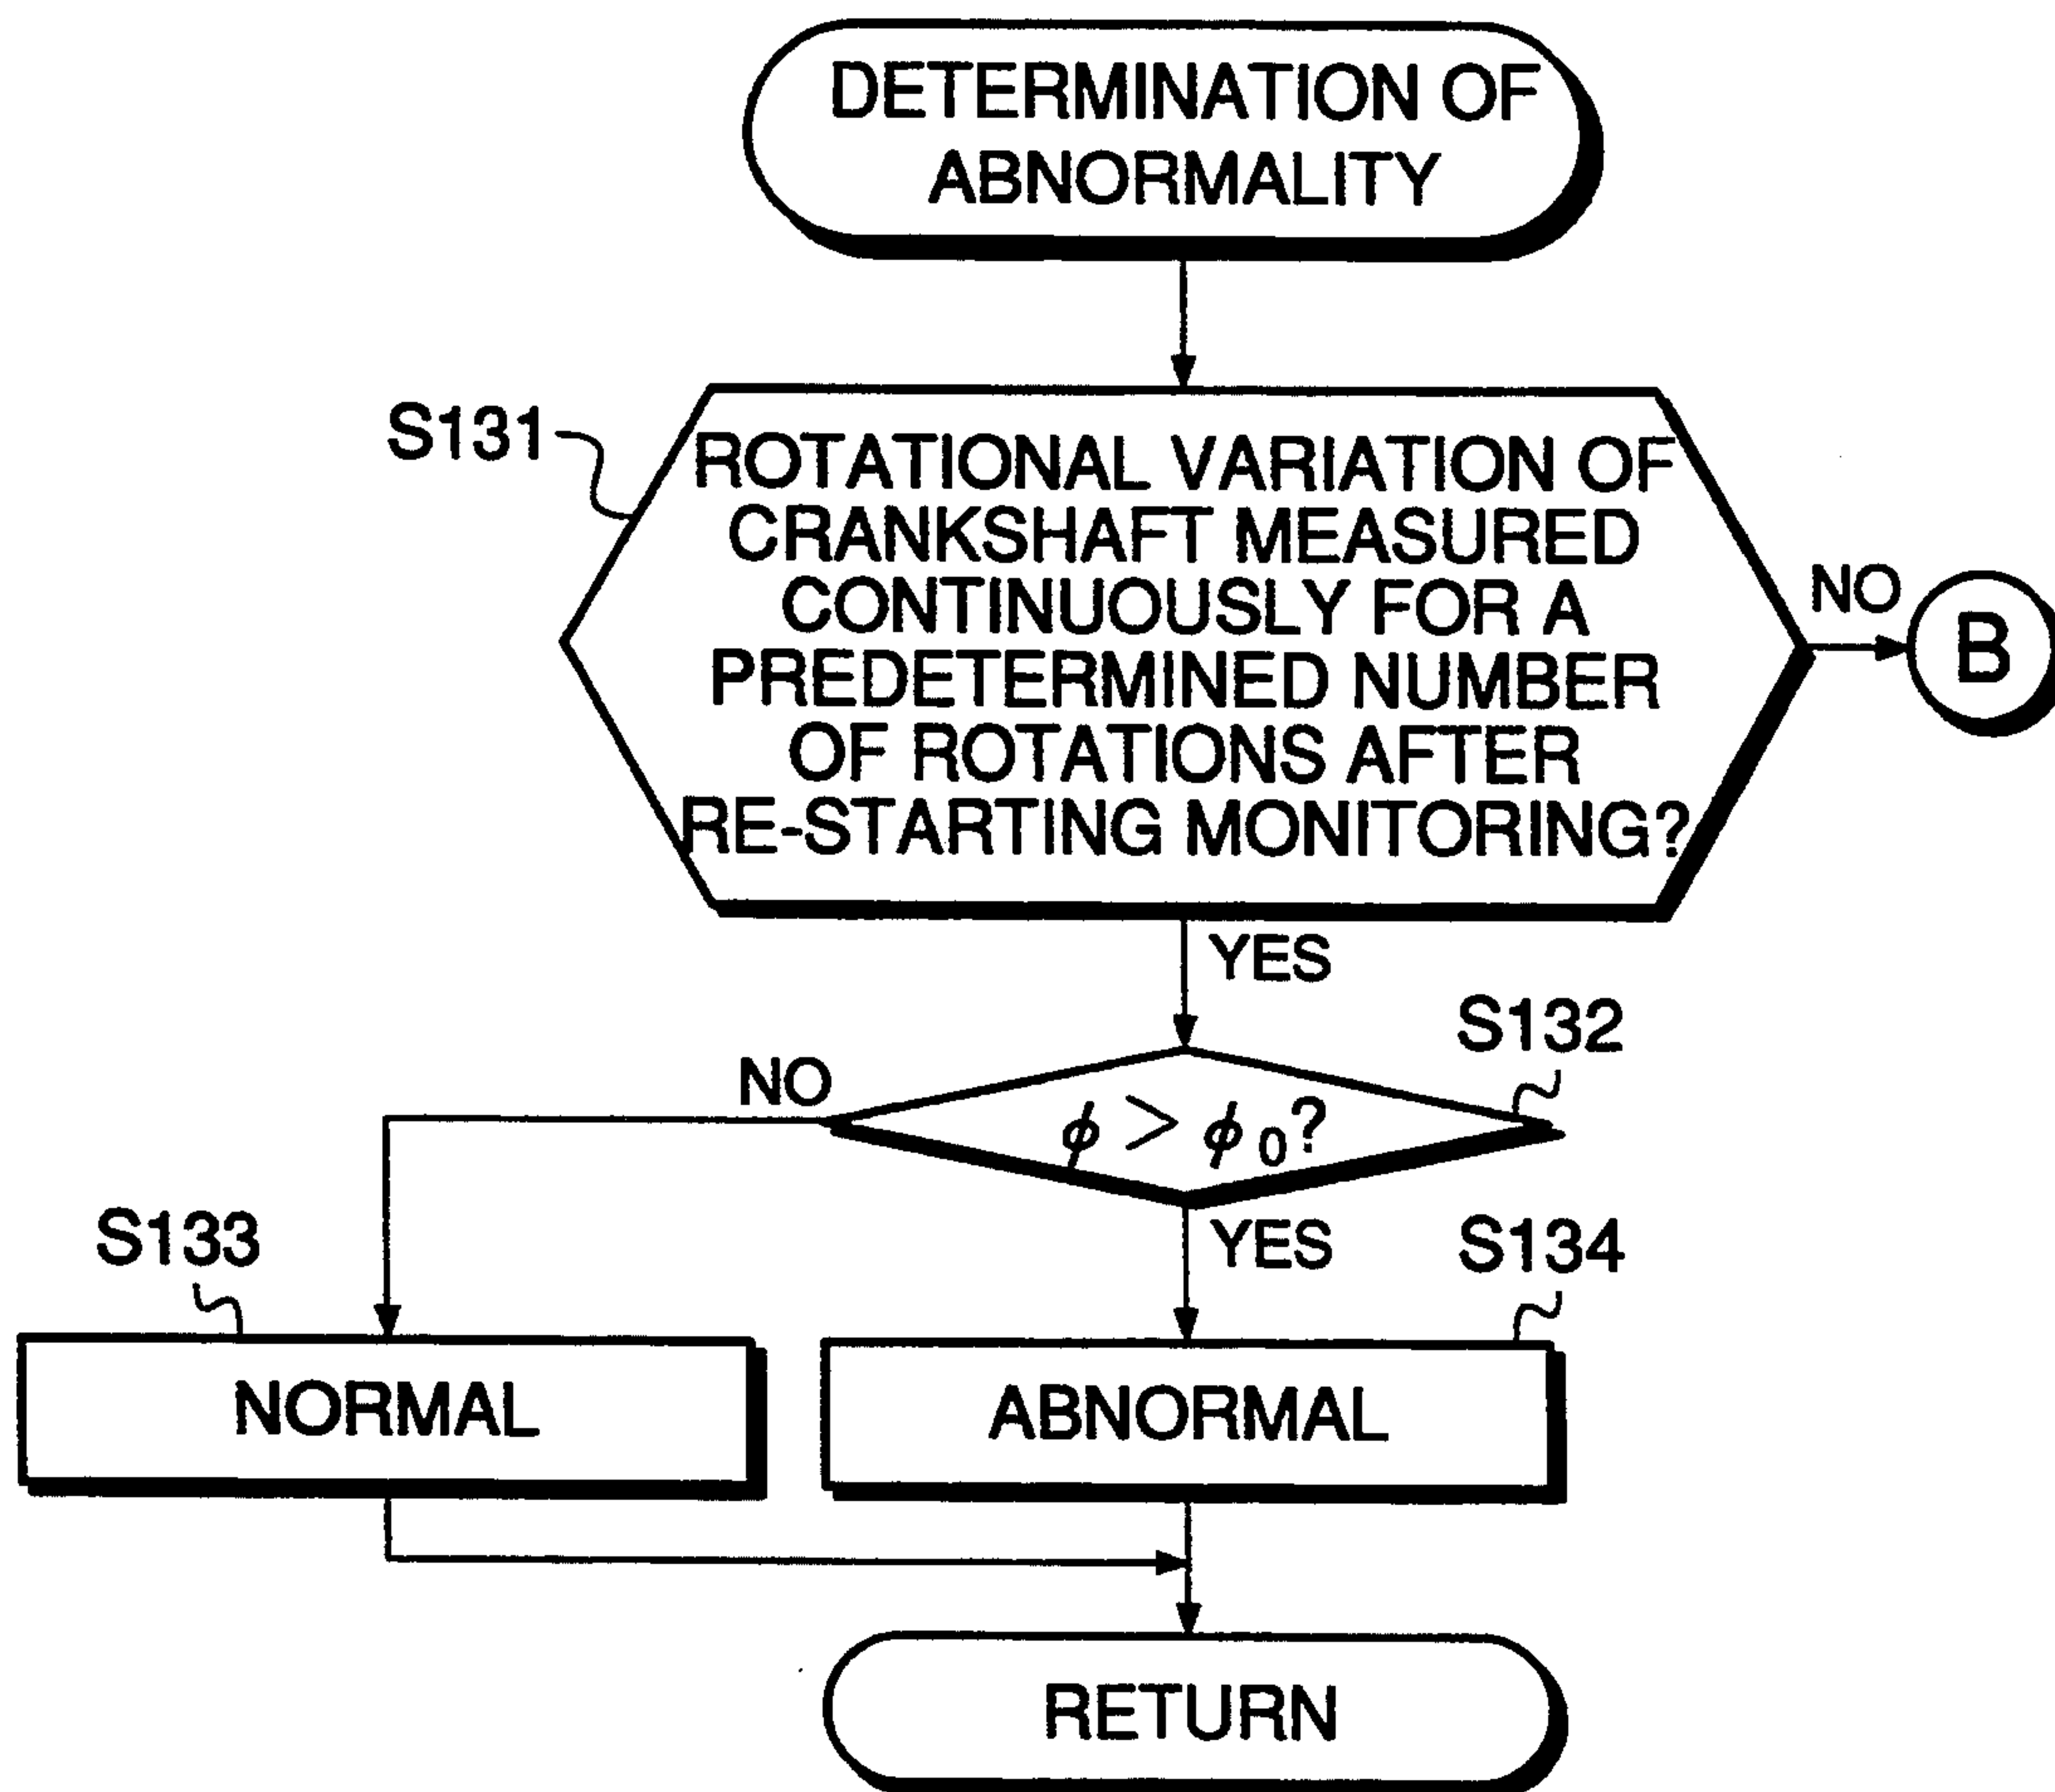 DETERMINATION OF
ABNORMALITY
S131
ROTATIONAL VARIATION OF
CRANKSHAFT MEASURED
CONTINUOUSLY FOR A
PREDETERMINED NUMBER
OF ROTATIONS AFTER
RE-STARTING MONITORING?
NO
B
YES
S132
NO
ϕ > ϕ₀?
S133
YES
S134
NORMAL
ABNORMAL
RETURN